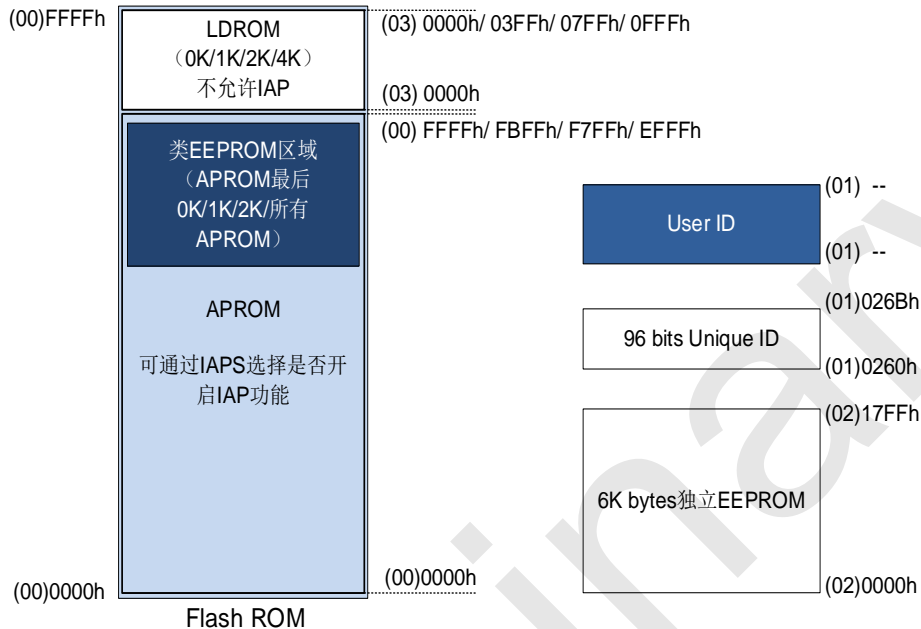 (00)FFFFh
LDROM
（0K/1K/2K/4K）
不允许IAP
(03) 0000h/ 03FFh/ 07FFh/ 0FFFh
(03) 0000h
(00) FFFFh/ FBFFh/ F7FFh/ EFFFh
类EEPROM区域
（APROM最后
0K/1K/2K/所有
APROM）
APROM
可通过IAPS选择是否开
启IAP功能
(00)0000h
(00)0000h
Flash ROM
(01) --
User ID
(01) --
(01)026Bh
96 bits Unique ID
(01)0260h
(02)17FFh
6K bytes独立EEPROM
(02)0000h
inary